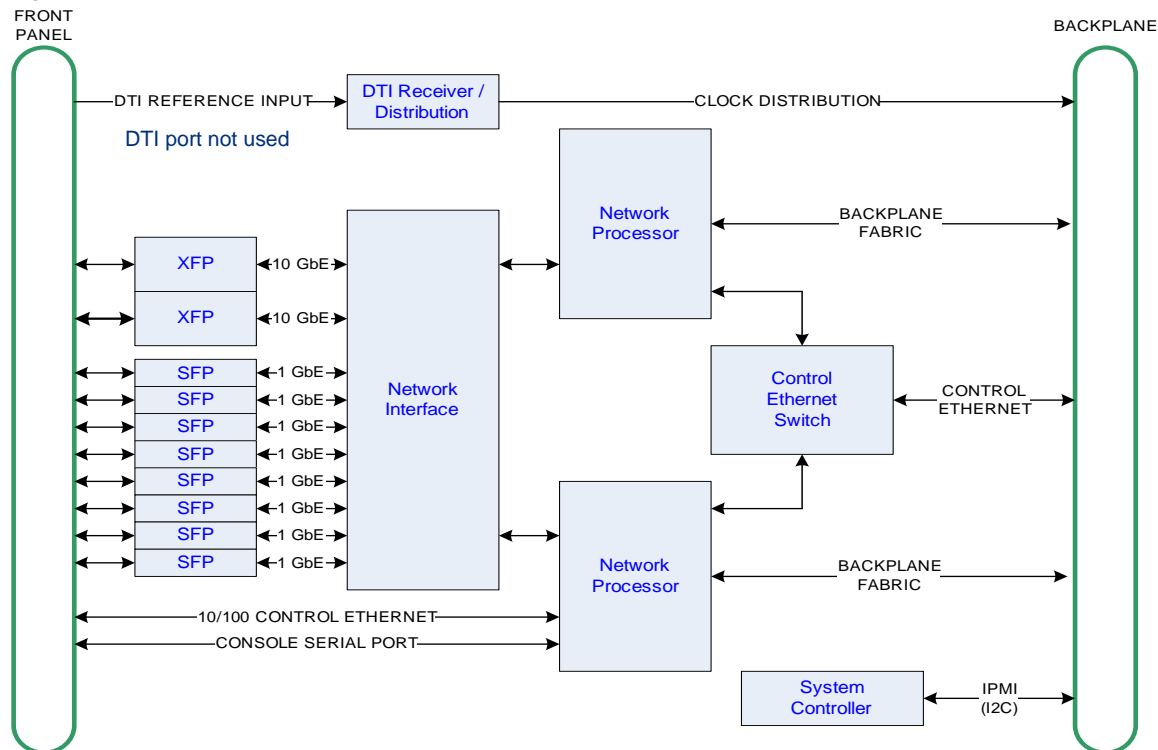 FRONT
PANEL
BACKPLANE
DTI REFERENCE INPUT
DTI Receiver /
Distribution
CLOCK DISTRIBUTION
DTI port not used
Network
Processor
BACKPLANE
FABRIC
XFP
10 GbE
XFP
10 GbE
SFP
1 GbE
SFP
1 GbE
SFP
1 GbE
SFP
1 GbE
SFP
1 GbE
SFP
1 GbE
SFP
1 GbE
SFP
1 GbE
Network
Interface
Control
Ethernet
Switch
CONTROL
ETHERNET
Network
Processor
BACKPLANE
FABRIC
10/100 CONTROL ETHERNET
CONSOLE SERIAL PORT
System
Controller
IPMI
(I2C)